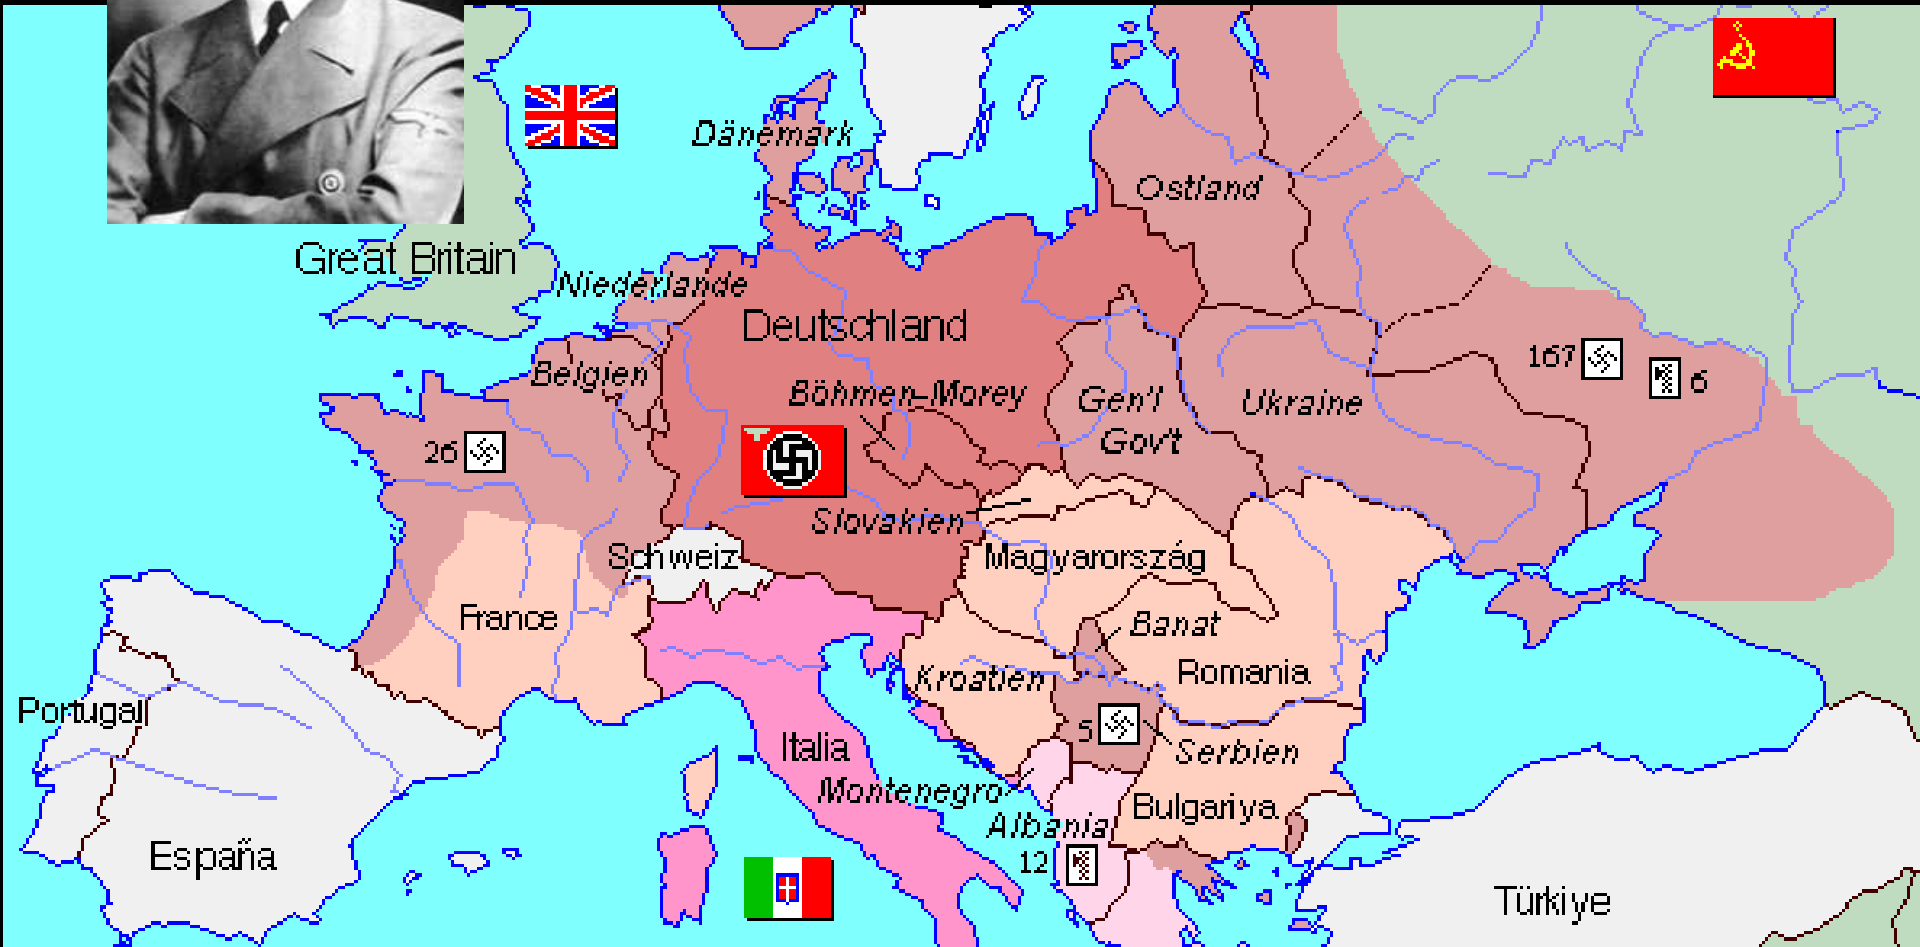 Dänemark
Ostland
Great Britain
Niederlande
Deutschland
167
6
Belgien
Böhmen-Morey
Gen'l
Gov't
Ukraine
26
Slovakien
Schweiz
Magyarország
France
Banat
Kroatien
Romania
Portugal
5
Italia
Serbien
Montenegro
Bulgariya
Albania
12
España
Türkiye